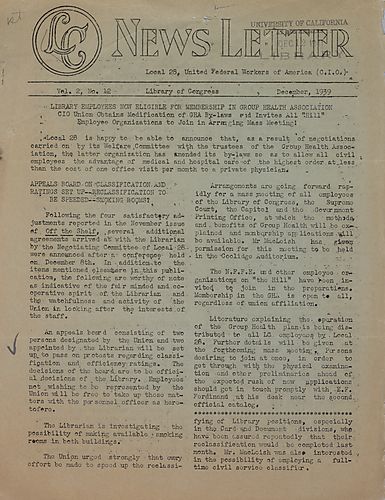 LC
NEWS LETTER
UNIVERSITY OF CALIFORNIA
DEC
Local 28, United Federal Workers of America (C.I.O.)
Vol. 2, No. 12 Library of Congress December, 1939
LIBRARY EMPLOYEES NOW ELIGIBLE FOR MEMBERSHIP IN GROUP HEALTH ASSOCIATION
CIO Union Obtains Modification of GHA By-laws and Invites All "Hill"
Employee Organizations to Join in Arranging Mass Meeting
Local 28 is happy to be able to announce that, as a result of negotiations
carried on by its Welfare Committee with the trustees of the Group Health Assoc-
iation, the latter organization has amended its by-laws so as to allow all civil
employees the advantage of medical and hospital care of the highest order at less
than the cost of one office visit per month to a private physician.
APPEALS BOARD ON CLASSIFICATION AND
RATINGS SET UP--RECLASSIFICATION TO
BE SPEEDED--SMOKING ROOMS?
Following the four satisfactory ad-
justments reported in the November issue
of Off the Shelf, several additional
agreements arrived at with the Librarian
by the Negotiating Committee of Local 28
were announced after a conference held
on December 8th. In addition to the
items mentioned elsewhere in this publi-
cation, the following are worthy of note
as indicative of the fair minded and coo-
perative spirit of the Librarian and
the watchfulness and activity of the
Union in looking after the interests of
the staff.
An appeals board consisting of two
persons designated by the Union and two
appointed by the Librarian will be set
up to pass on protests regarding classi-
fication and efficiency ratings. The
decisions of the board are to be offici-
al decisions of the Library. Employees
not wishing to be represented by the
Union will be free to take up these mat-
ters with the personnel officer as here-
tofore.
The Librarian is investigating the
possibility of making available smoking
rooms in both buildings.
The Union urged strongly that every
effort be made to speed up the reclassi-
Arrangements are going forward rap-
idly for a mass meeting of all employees
of the Library of Congress, the Supreme
Court, the Capitol and the Government
Printing Office, at which the methods
and benefits of Group Health will be ex-
plained and membership applications will
be available. Mr MacLeish has given
permission for this meeting to be held
in the Coolidge Auditorium.
The N.F.F.E. and other employee or-
ganizations on "the Hill" have been in-
vited to join in the preparations.
Membership in the GHA is open to all,
regardless of union affiliation.
Literature explaining the operation
of the Group Health plan is being dis-
tributed to all LC employees by Local
28. Further details will be given at
the forthcoming mass meeting. Persons
desiring to join at once, in order to
get through with the physical examina-
tion and other preliminaries ahead of
the expected rush of new applications
should get in touch promptly with E.P.
Ferdinand at his desk near the second
official catalog.
fying of Library positions, especially
in the Card and Document divisions, who
have been assured repeatedly that their
reclassification would be completed last
month. Mr. MacLeish was also interested
in the possibility of employing a full-
time civil service classifier.